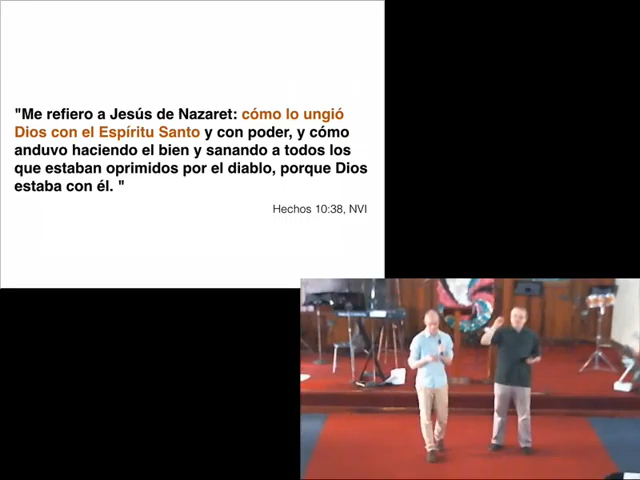 "Me refiero a Jesús de Nazaret: cómo lo ungió
Dios con el Espíritu Santo y con poder, y cómo
anduvo haciendo el bien y sanando a todos los
que estaban oprimidos por el diablo, porque Dios
estaba con él. "
Hechos 10:38, NVI